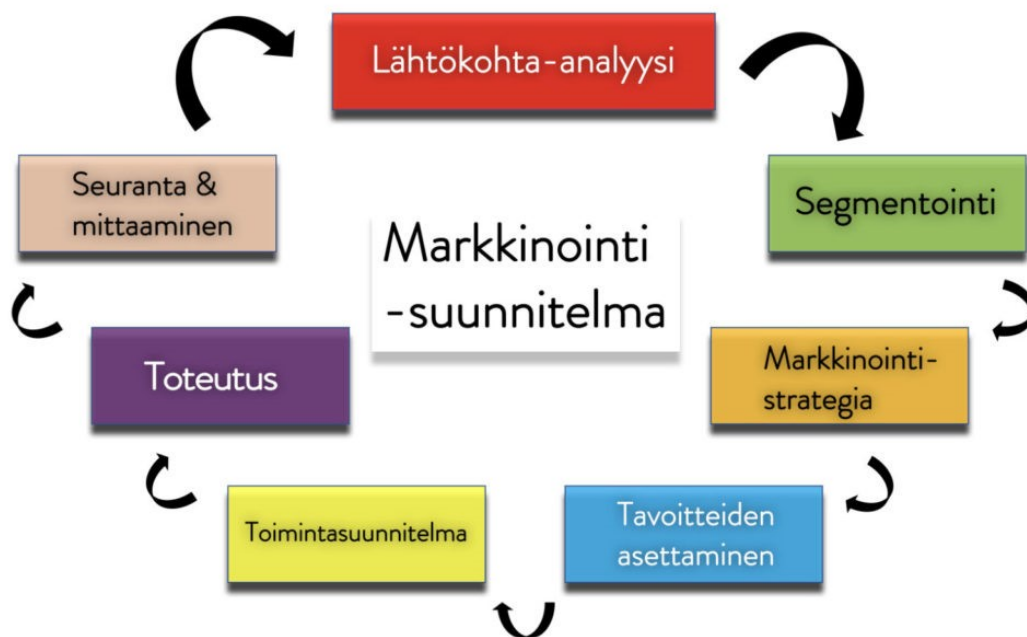 Lähtökohta-analyysi
Segmentointi
Markkinointi-
strategia
Tavoitteiden
asettaminen
Toimintasuunnitelma
Toteutus
Seuranta &
mittaaminen
Markkinointi
-suunnitelma